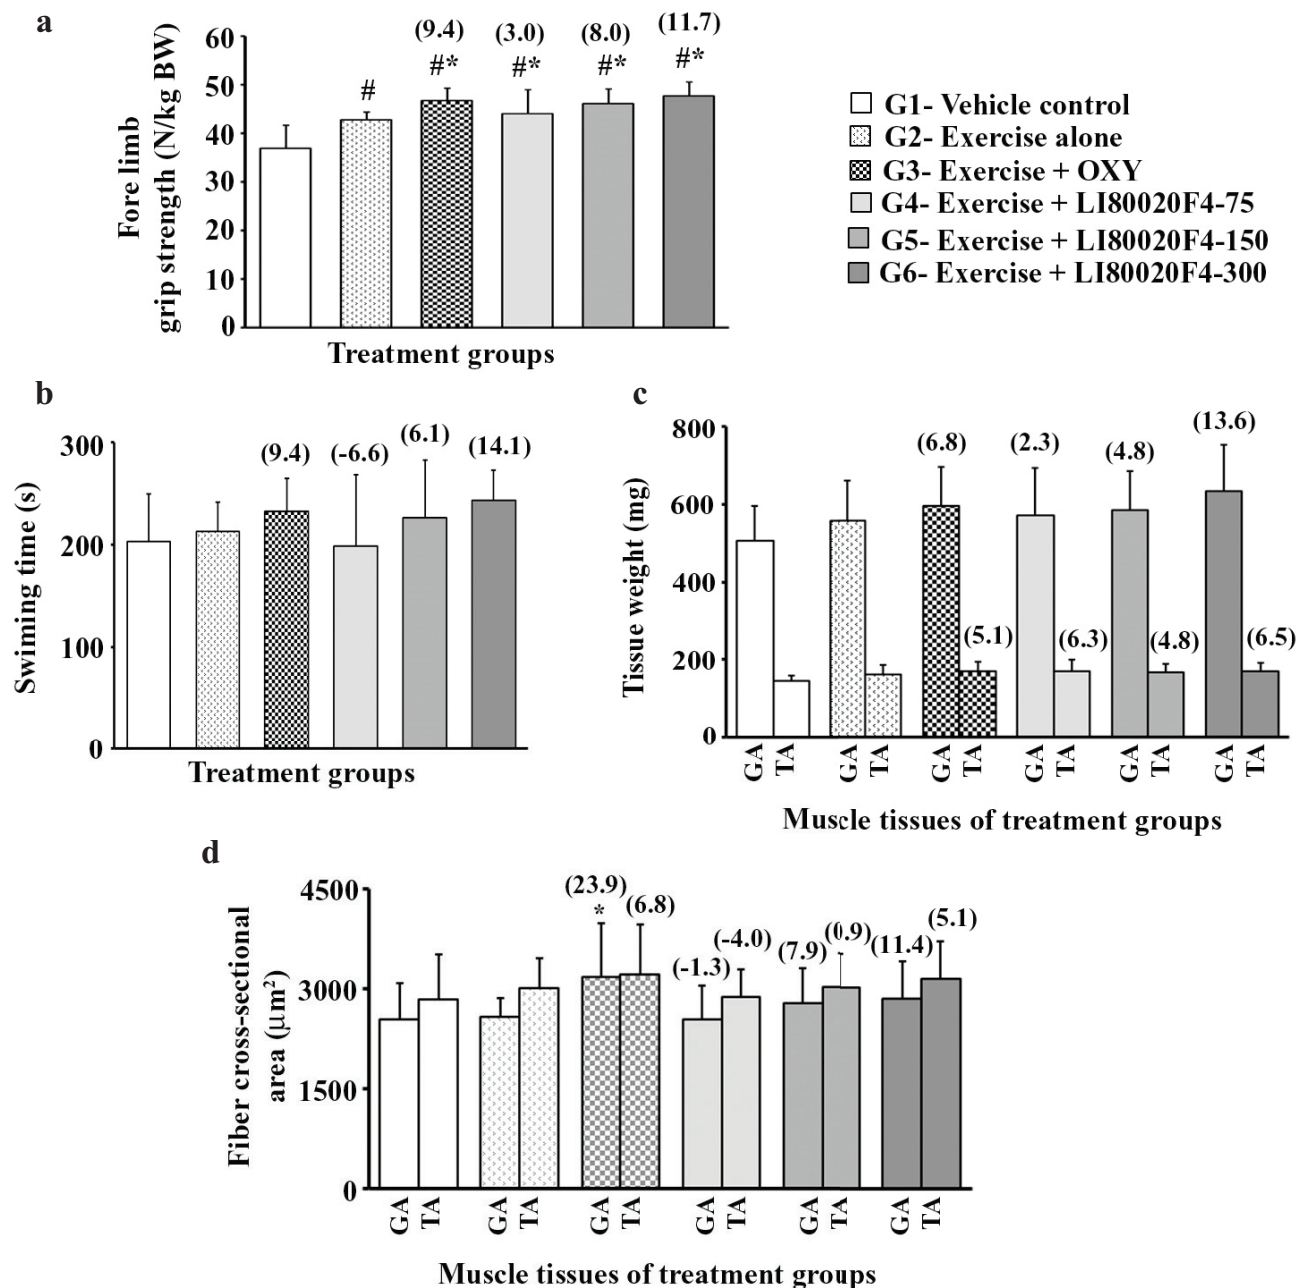 a
Fore limb
grip strength (N/kg BW)
60
50
40
30
20
10
0
#
(9.4)
#*
(3.0)
#*
(8.0)
#*
(11.7)
#*
Treatment groups
G1- Vehicle control
G2- Exercise alone
G3- Exercise + OXY
G4- Exercise + LI80020F4-75
G5- Exercise + LI80020F4-150
G6- Exercise + LI80020F4-300
b
Swiming time (s)
300
200
100
0
(9.4)
(-6.6)
(6.1)
(14.1)
Treatment groups
c
Tissue weight (mg)
800
600
400
200
0
(6.8)
(5.1)
(2.3)
(6.3)
(4.8)
(4.8)
(13.6)
(6.5)
GA TA GA TA GA TA GA TA GA TA GA TA
Muscle tissues of treatment groups
d
Fiber cross-sectional
area (μm²)
4500
3000
1500
0
(23.9)
*
(6.8)
(-1.3)
(-4.0)
(7.9)
(0.9)
(11.4)
(5.1)
GA TA GA TA GA TA GA TA GA TA GA TA
Muscle tissues of treatment groups